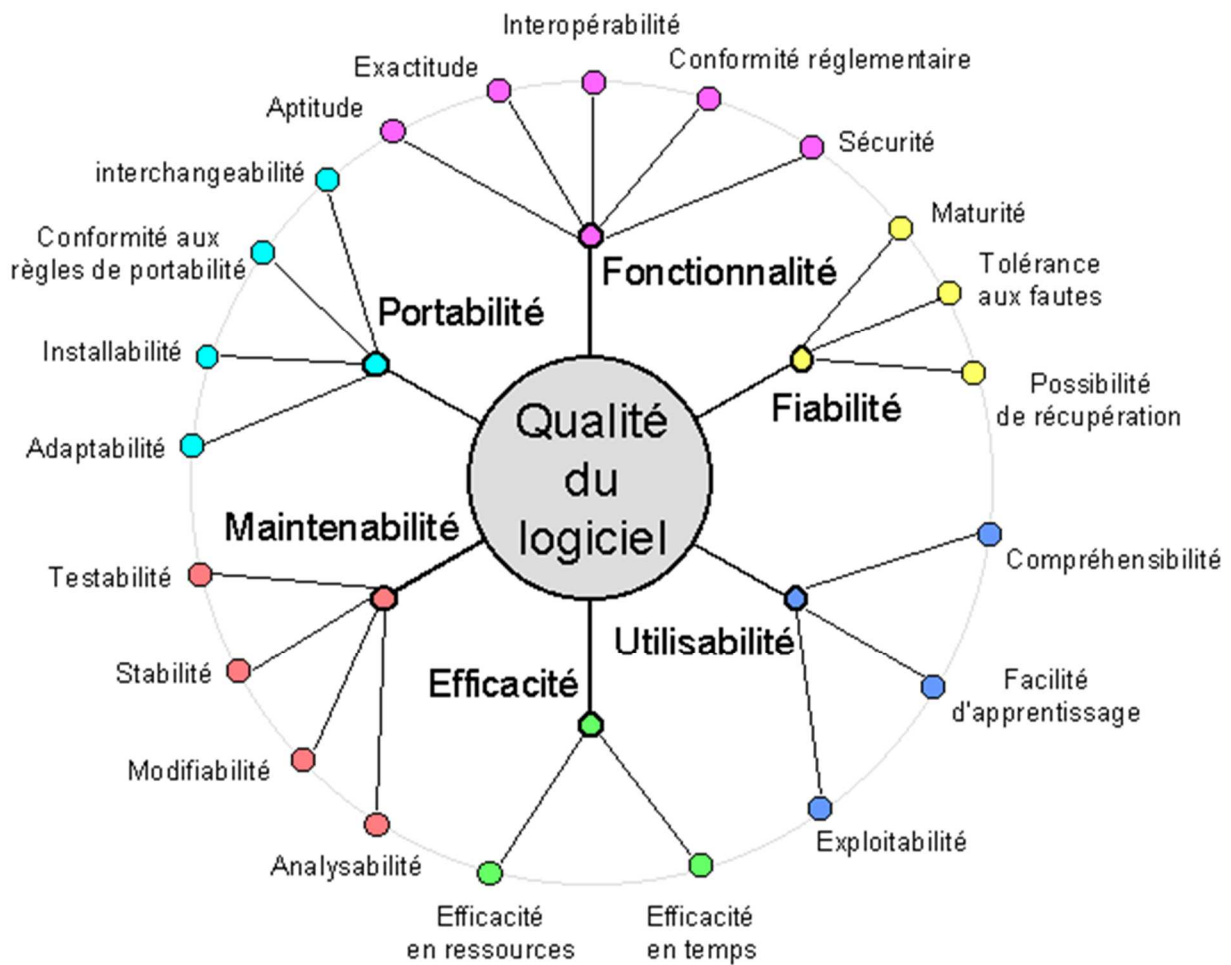 Interopérabilité
Exactitude
Conformité réglementaire
Aptitude
Sécurité
interchangeabilité
Maturité
Conformité aux
règles de portabilité
Tolérance
aux fautes
Fonctionnalité
Portabilité
Installabilité
Possibilité
de récupération
Fiabilité
Qualité
du
logiciel
Adaptabilité
Maintenabilité
Compréhensibilité
Testabilité
Utilisabilité
Stabilité
Efficacité
Facilité
d'apprentissage
Modifiabilité
Exploitabilité
Analysabilité
Efficacité
en ressources
Efficacité
en temps